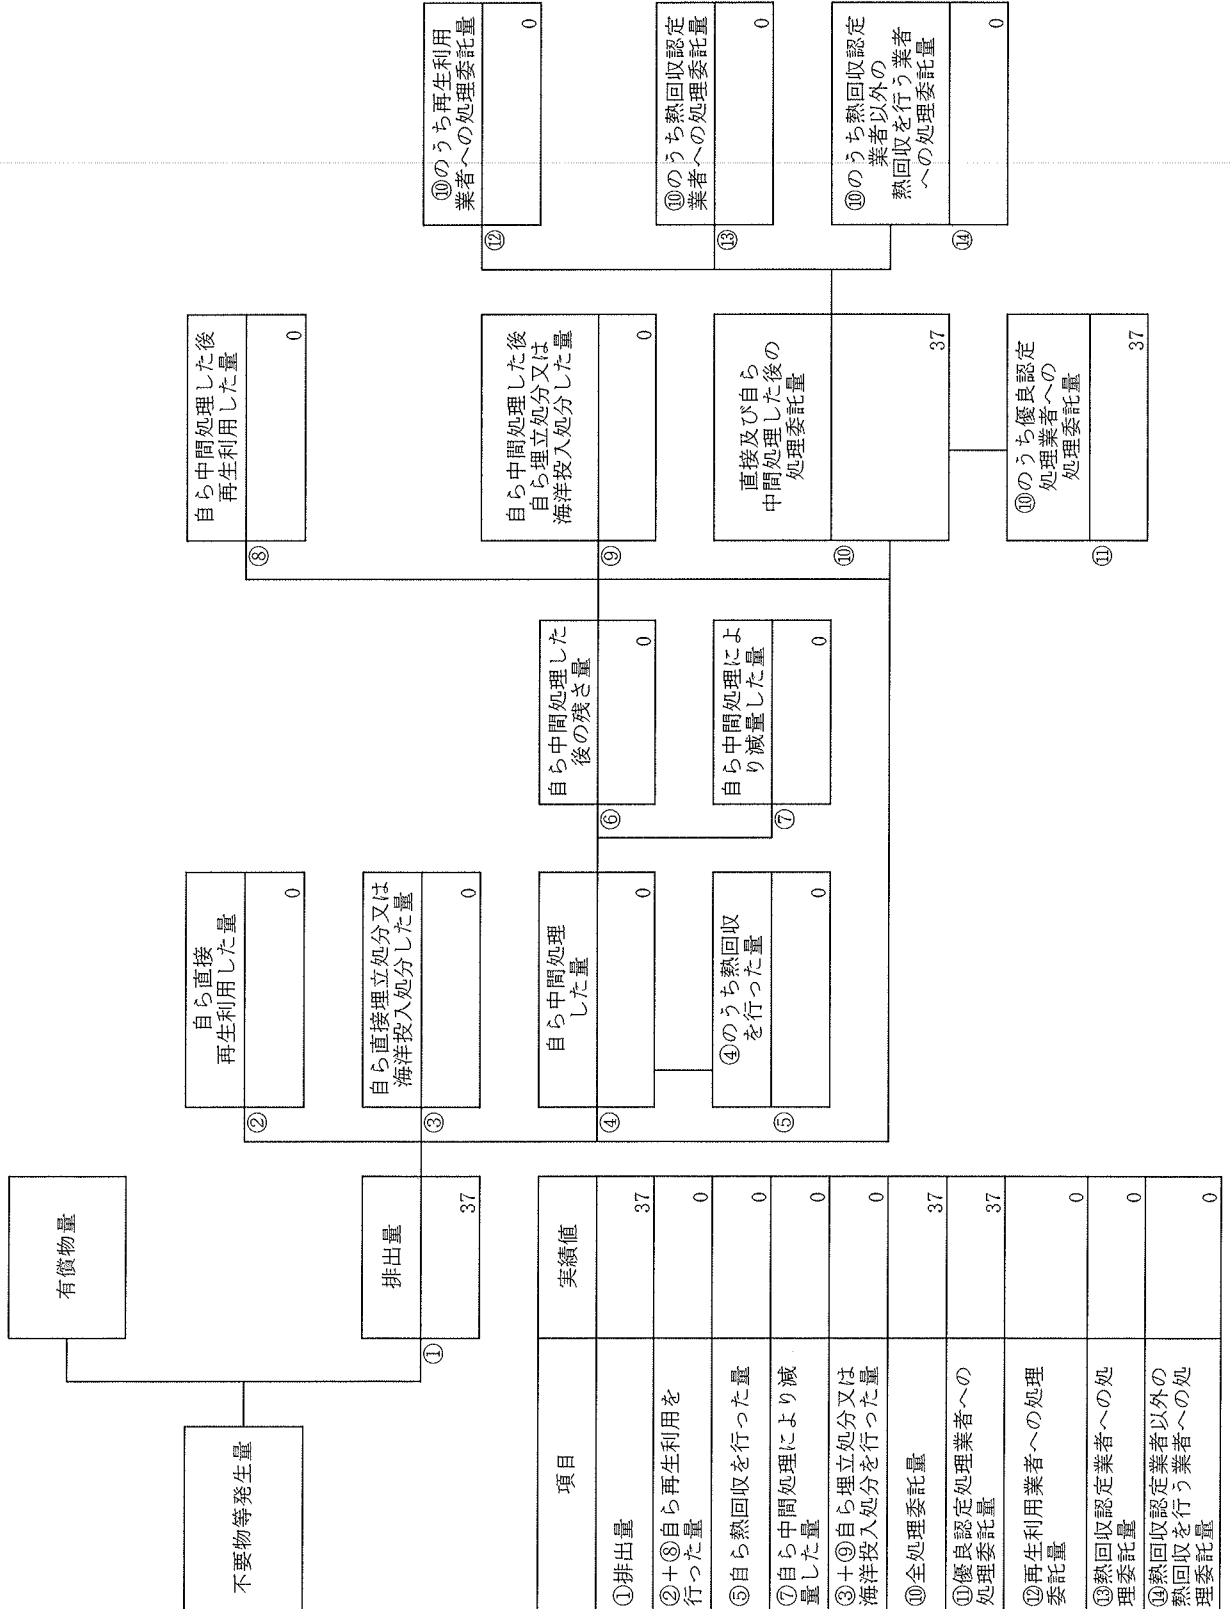 不要物等発生量
有償物量
排出量
①
37
自ら直接
再生利用した量
②
0
自ら直接埋立処分又は
海洋投入処分した量
③
0
自ら中間処理
した量
④
0
④のうち熱回収
を行った量
⑤
0
自ら中間処理した
後の残さ量
⑥
0
自ら中間処理によ
り減量した量
⑦
0
自ら中間処理した後
再生利用した量
⑧
0
自ら中間処理した後
自ら埋立処分又は
海洋投入処分した量
⑨
0
直接及び自ら
中間処理した後の
処理委託量
⑩
37
⑩のうち優良認定
処理業者への
処理委託量
⑪
37
⑩のうち再生利用
業者への処理委託量
⑫
0
⑩のうち熱回収認定
業者への処理委託量
⑬
0
⑩のうち熱回収認定
業者以外の
熱回収を行う業者
への処理委託量
⑭
0
項目 実績値
①排出量 37
②+⑧自ら再生利用を
行った量 0
⑤自ら熱回収を行った量 0
⑦自ら中間処理により減
量した量 0
③+⑨自ら埋立処分又は
海洋投入処分を行った量 0
⑩全処理委託量 37
⑪優良認定処理業者への
処理委託量 37
⑫再生利用業者への処理
委託量 0
⑬熱回収認定業者への処
理委託量 0
⑭熱回収認定業者以外の
熱回収を行う業者への処
理委託量 0